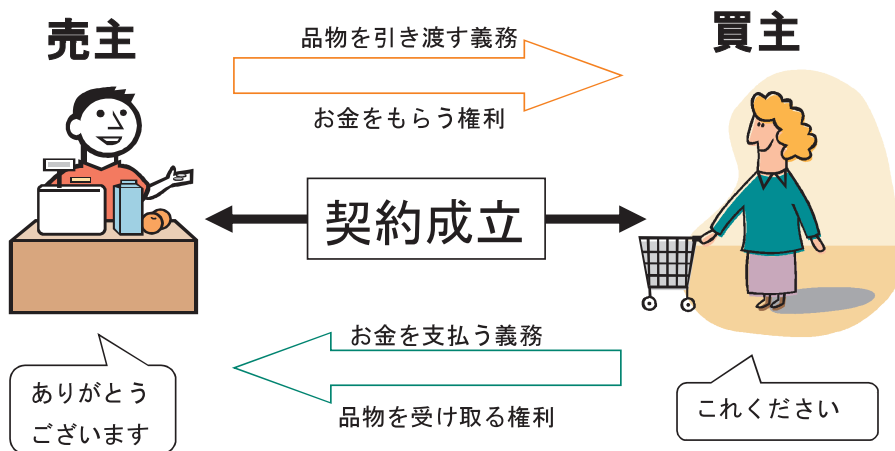 売主
買主
品物を引き渡す義務
お金をもらう権利
契約成立
お金を支払う義務
品物を受け取る権利
ありがとう
ございます
これください